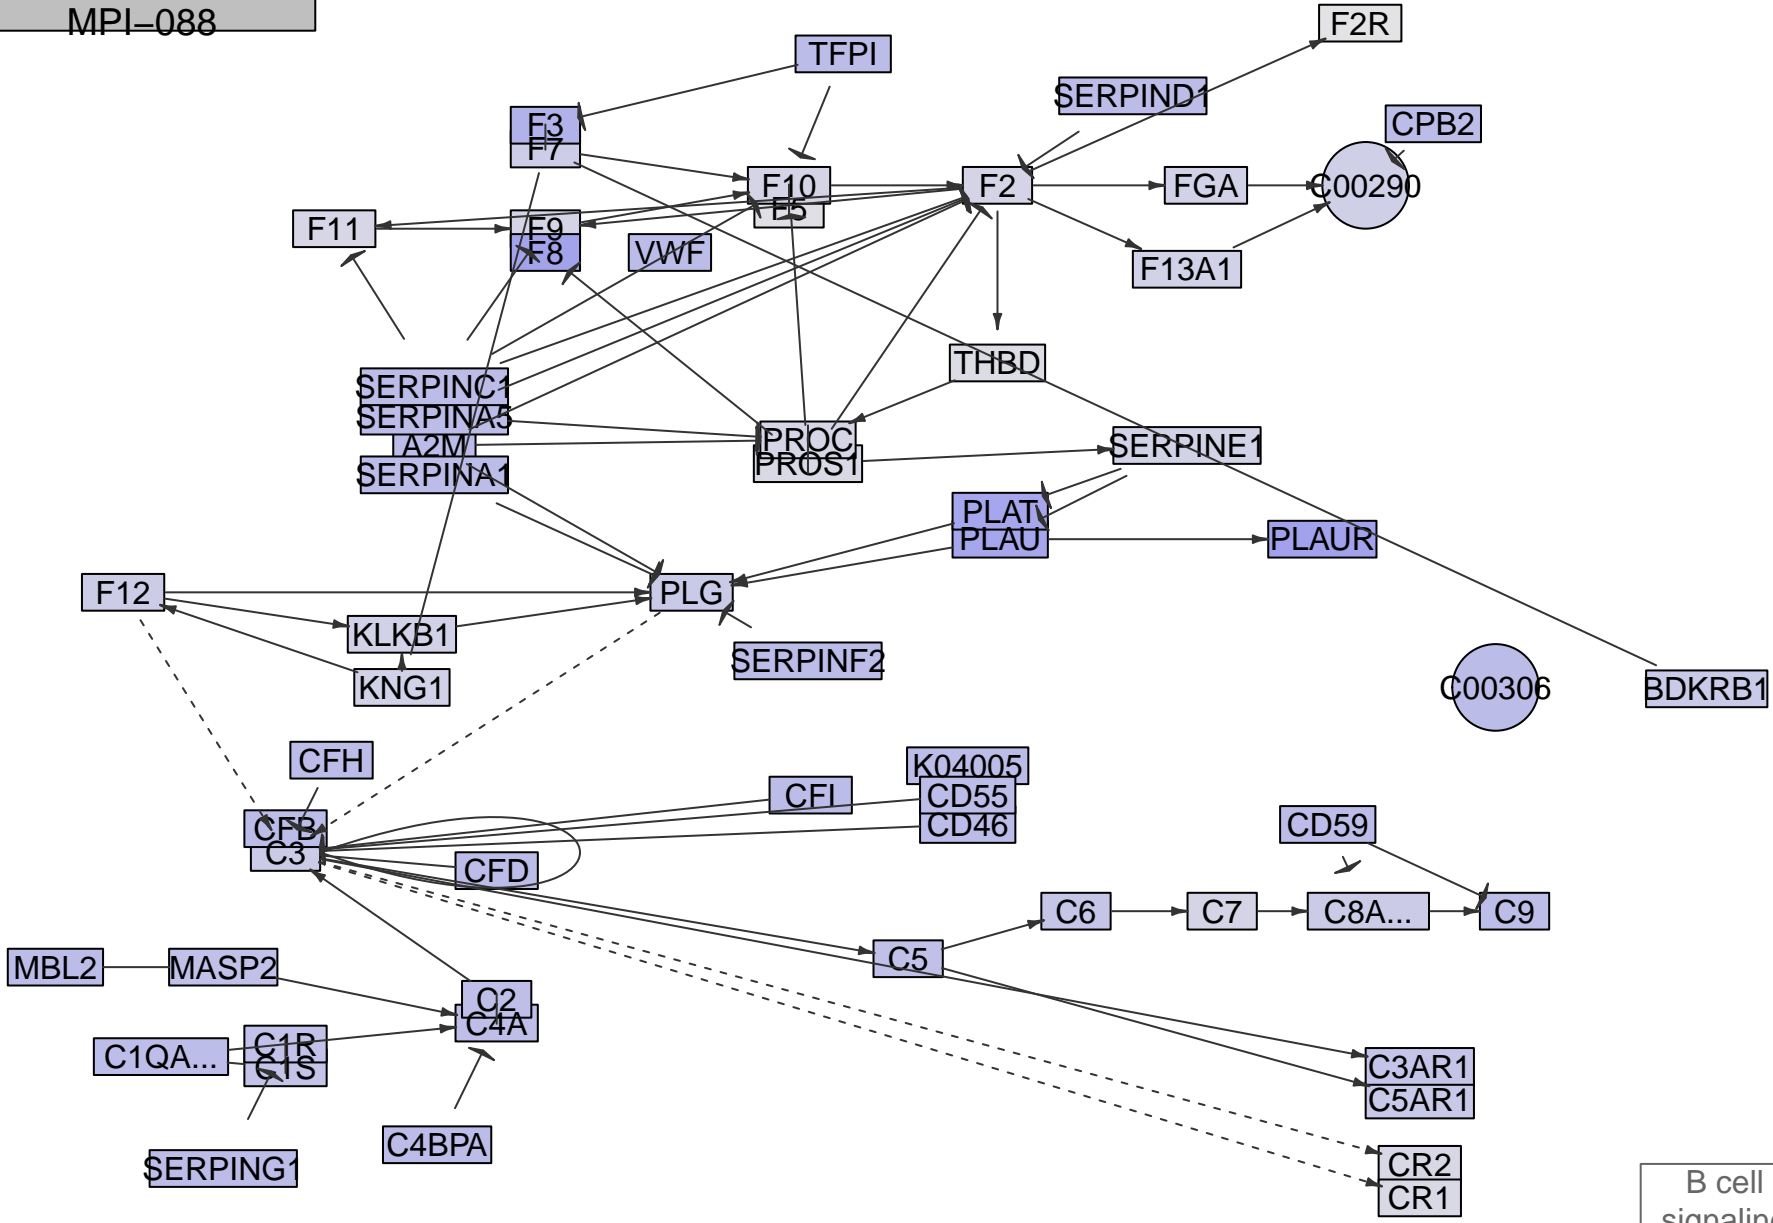 MPI–088
F2R
TFPI
SERPIND1
CPB2
F3
F7
F10
F2
FGA
C00290
F5
F11
F9
F8
VWF
F13A1
THBD
SERPINC1
SERPINA5
A2M
SERPINA1
PROC
PROS1
SERPINE1
PLAT
PLAU
PLAUR
F12
PLG
KLKB1
SERPINF2
KNG1
C00306
BDKRB1
CFH
K04005
CFI
CD55
CD46
CFB
C3
CD59
CFD
C6
C7
C8A...
C9
C5
MBL2
MASP2
C2
C4A
C1QA...
C1R
C1S
C3AR1
C5AR1
C4BPA
SERPING1
CR2
CR1
B cell
signaling